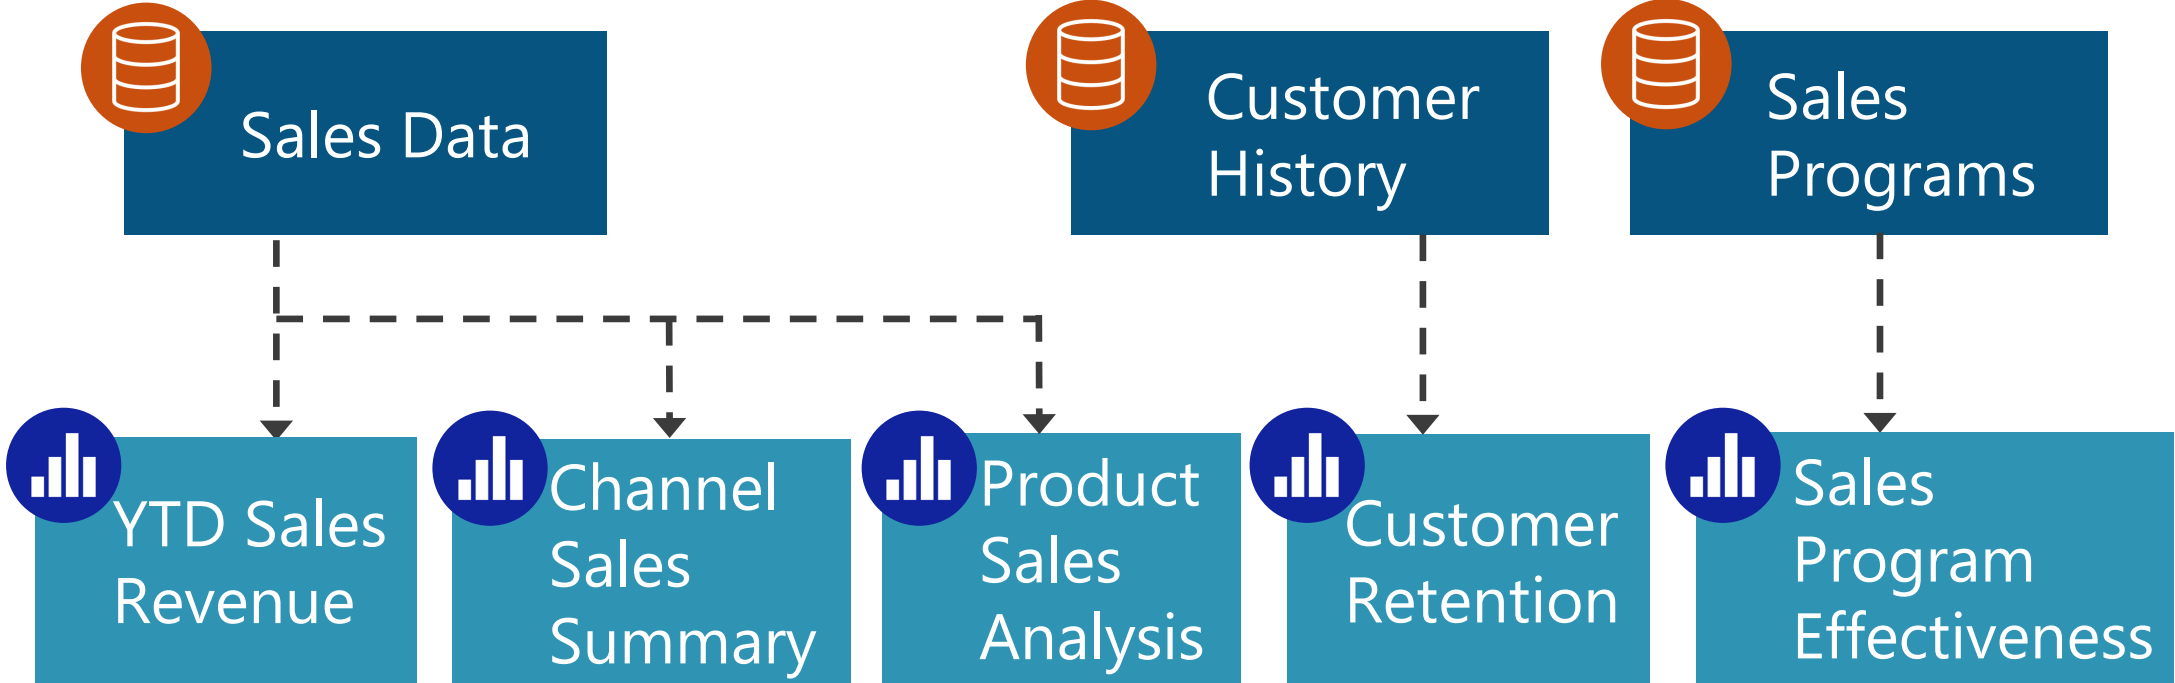 Sales Data
Customer
History
Sales
Programs
YTD Sales
Revenue
Channel
Sales
Summary
Product
Sales
Analysis
Customer
Retention
Sales
Program
Effectiveness